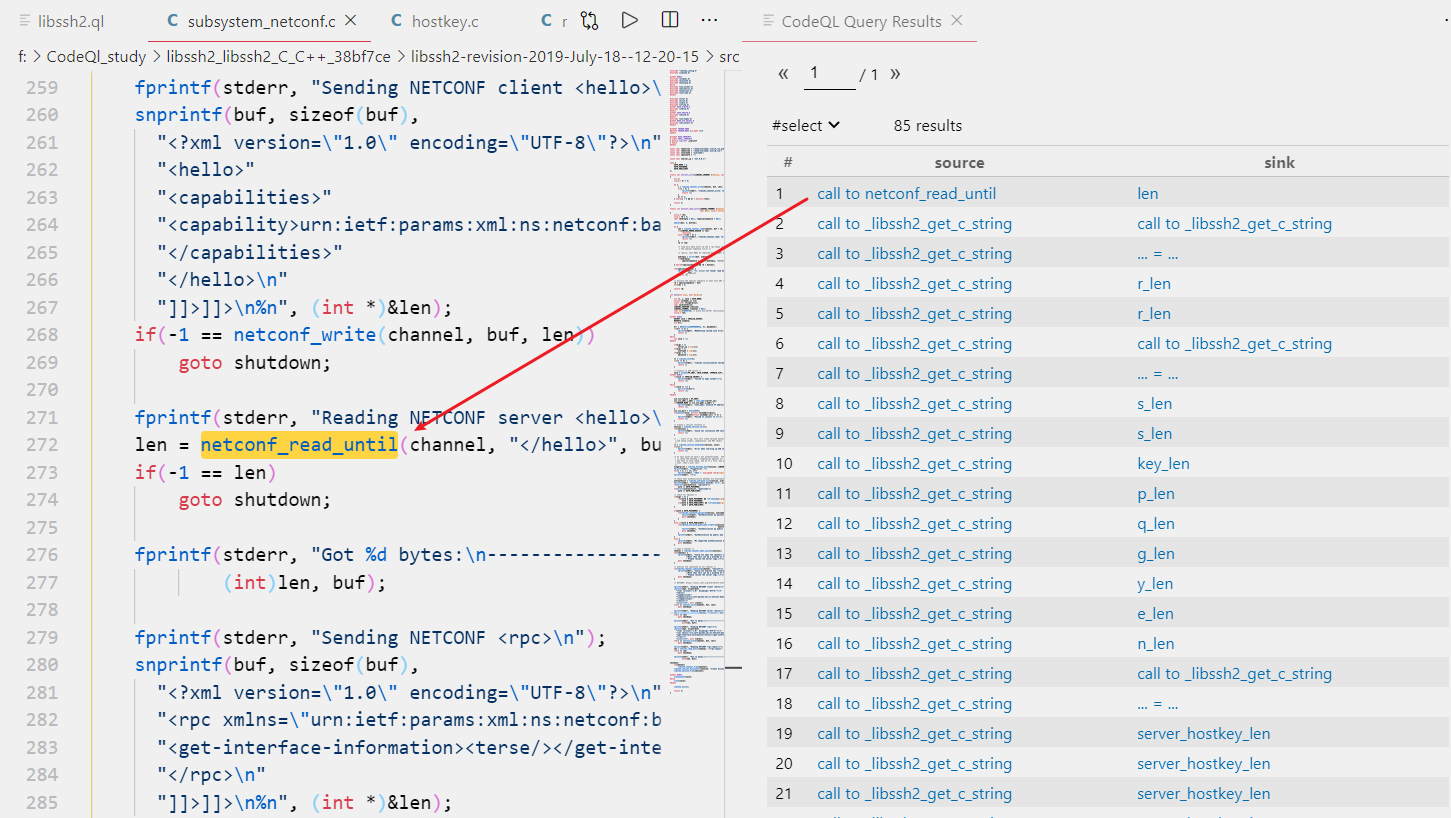 libssh2.ql
C subsystem_netconf.c
C hostkey.c
C r
f: > CodeQl_study > libssh2_libssh2_C_C++_38bf7ce > libssh2-revision-2019-July-18--12-20-15 > src
259 fprintf(stderr, "Sending NETCONF client <hello>\
260 snprintf(buf, sizeof(buf),
261 "<?xml version=\"1.0\" encoding=\"UTF-8\"?>\n"
262 "<hello>"
263 "<capabilities>"
264 "<capability>urn:ietf:params:xml:ns:netconf:ba
265 "</capabilities>"
266 "</hello>\n"
267 "]]>]]>\n%n", (int *)&len);
268 if(-1 == netconf_write(channel, buf, len))
269 goto shutdown;
270
271 fprintf(stderr, "Reading NETCONF server <hello>\
272 len = netconf_read_until(channel, "</hello>", bu
273 if(-1 == len)
274 goto shutdown;
275
276 fprintf(stderr, "Got %d bytes:\n----------------
277 (int)len, buf);
278
279 fprintf(stderr, "Sending NETCONF <rpc>\n");
280 snprintf(buf, sizeof(buf),
281 "<?xml version=\"1.0\" encoding=\"UTF-8\"?>\n"
282 "<rpc xmlns=\"urn:ietf:params:xml:ns:netconf:b
283 "<get-interface-information><terse/></get-inte
284 "</rpc>\n"
285 "]]>]]>\n%n", (int *)&len);
CodeQL Query Results
« 1 / 1 »
#select 85 results
# source sink
1 call to netconf_read_until len
2 call to _libssh2_get_c_string call to _libssh2_get_c_string
3 call to _libssh2_get_c_string ... = ...
4 call to _libssh2_get_c_string r_len
5 call to _libssh2_get_c_string r_len
6 call to _libssh2_get_c_string call to _libssh2_get_c_string
7 call to _libssh2_get_c_string ... = ...
8 call to _libssh2_get_c_string s_len
9 call to _libssh2_get_c_string s_len
10 call to _libssh2_get_c_string key_len
11 call to _libssh2_get_c_string p_len
12 call to _libssh2_get_c_string q_len
13 call to _libssh2_get_c_string g_len
14 call to _libssh2_get_c_string y_len
15 call to _libssh2_get_c_string e_len
16 call to _libssh2_get_c_string n_len
17 call to _libssh2_get_c_string call to _libssh2_get_c_string
18 call to _libssh2_get_c_string ... = ...
19 call to _libssh2_get_c_string server_hostkey_len
20 call to _libssh2_get_c_string server_hostkey_len
21 call to _libssh2_get_c_string server_hostkey_len